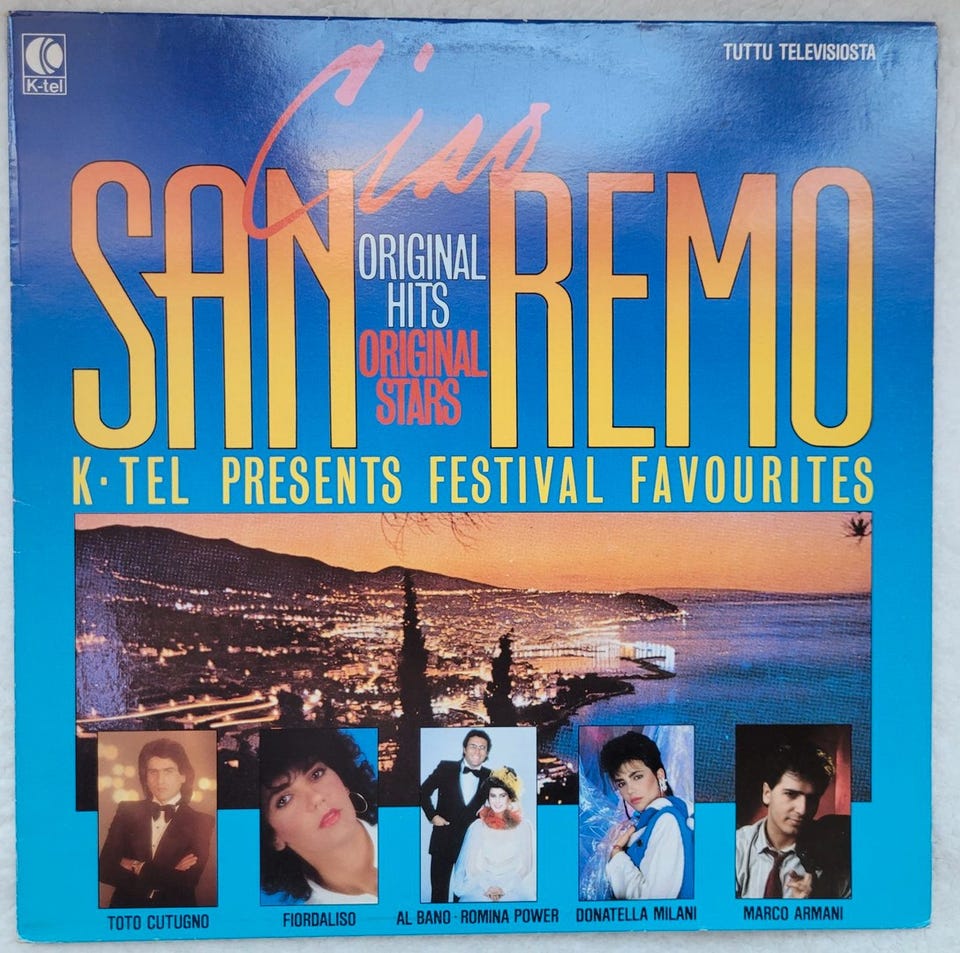 K-tel
TUTTU TELEVISIOSTA
Ciao
SAN REMO
ORIGINAL
HITS
ORIGINAL
STARS
K·TEL PRESENTS FESTIVAL FAVOURITES
TOTO CUTUGNO
FIORDALISO
AL BANO · ROMINA POWER
DONATELLA MILANI
MARCO ARMANI